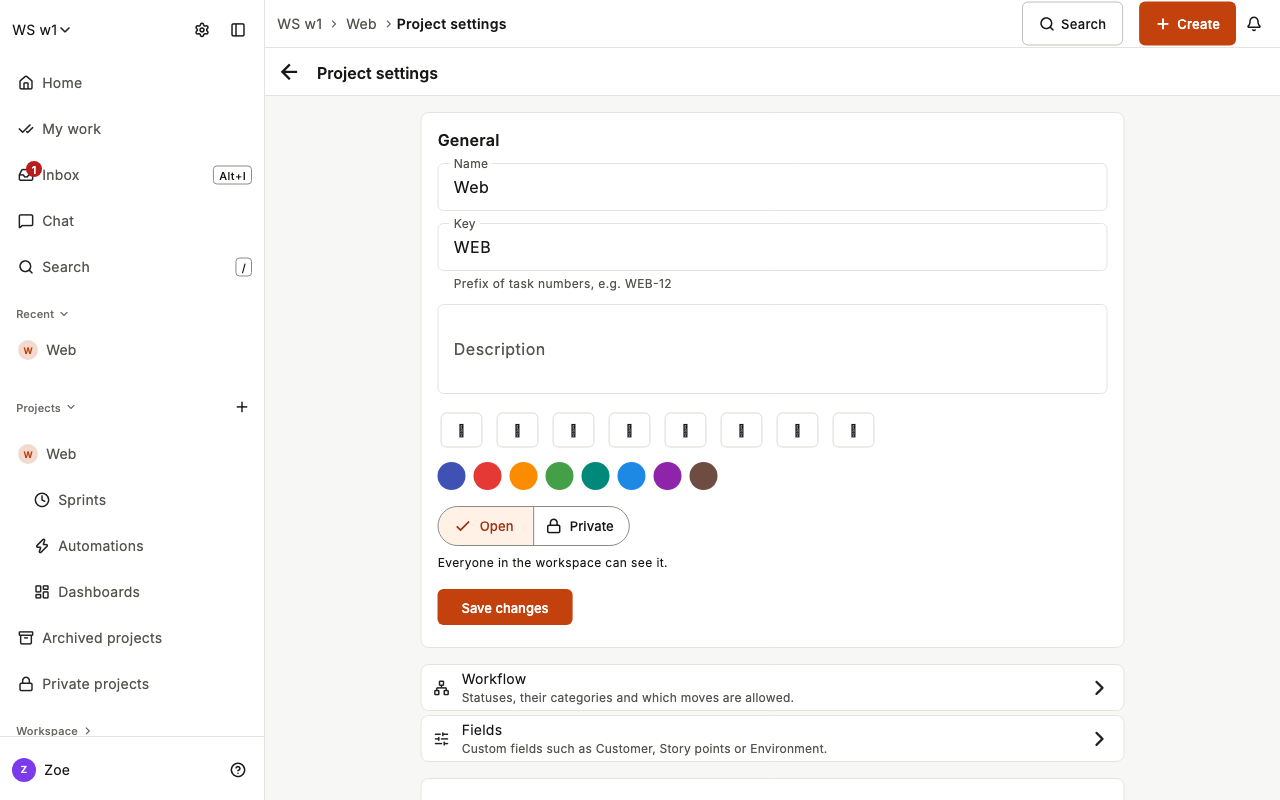 WS w1
Home
My work
1
Inbox
Alt+I
Chat
Search
/
Recent
W
Web
Projects
W
Web
Sprints
Automations
Dashboards
Archived projects
Private projects
Workspace
Z
Zoe
WS w1
Web
Project settings
Search
Create
Project settings
General
Name
Web
Key
WEB
Prefix of task numbers, e.g. WEB-12
Description
Open
Private
Everyone in the workspace can see it.
Save changes
Workflow
Statuses, their categories and which moves are allowed.
Fields
Custom fields such as Customer, Story points or Environment.